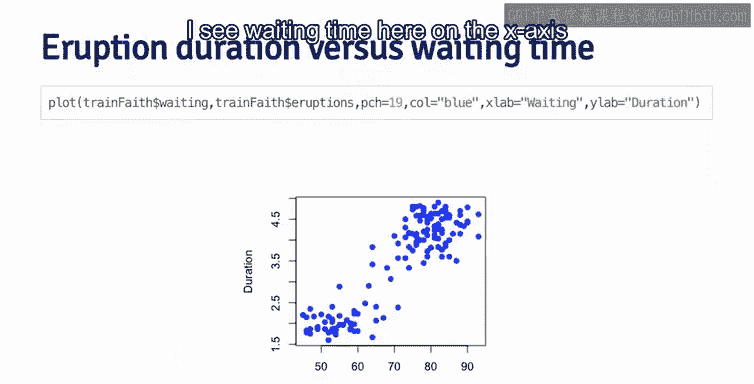 I see waiting time here on the x-axis
Eruption duration versus waiting time
plot(trainFaith$waiting,trainFaith$eruptions,pch=19,col="blue",xlab="Waiting",ylab="Duration")
Duration
4.5
3.5
2.5
1.5
50 60 70 80 90